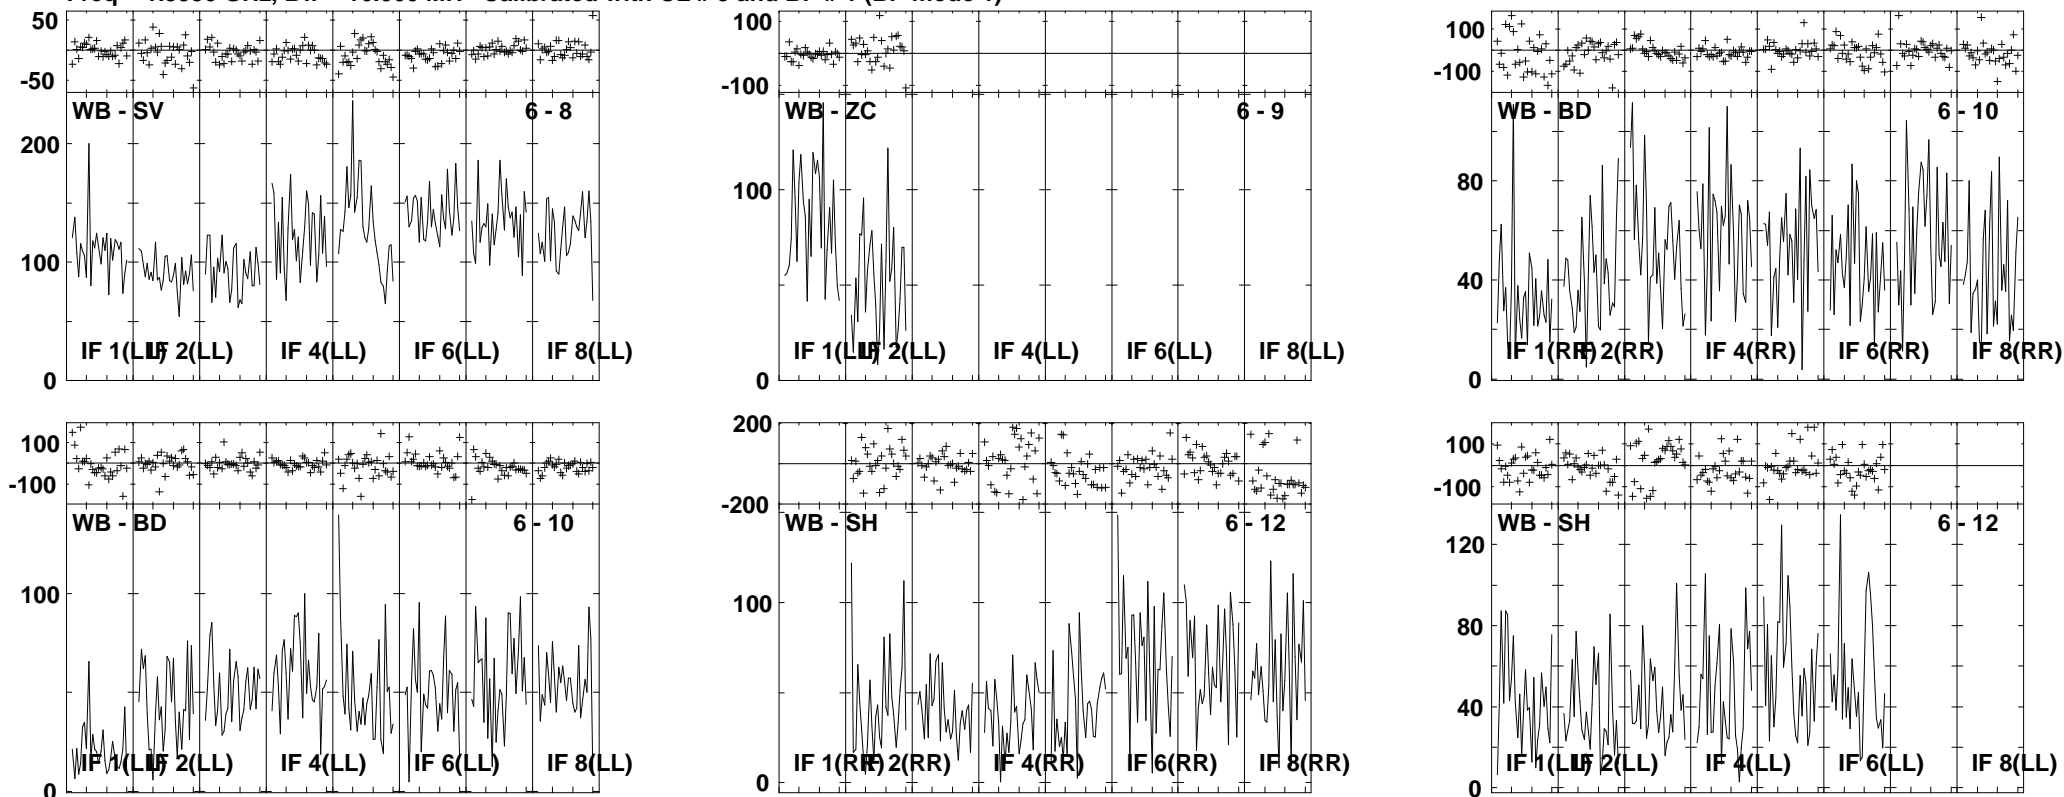 50
-50
WB - SV 6 - 8
200
100
0
IF 1(LL) IF 2(LL) IF 4(LL) IF 6(LL) IF 8(LL)
100
-100
WB - ZC 6 - 9
100
0
IF 1(LL) IF 2(LL) IF 4(LL) IF 6(LL) IF 8(LL)
100
-100
WB - BD 6 - 10
80
40
0
IF 1(RR) IF 2(RR) IF 4(RR) IF 6(RR) IF 8(RR)
100
-100
WB - BD 6 - 10
100
0
IF 1(LL) IF 2(LL) IF 4(LL) IF 6(LL) IF 8(LL)
200
-200
WB - SH 6 - 12
100
0
IF 1(RR) IF 2(RR) IF 4(RR) IF 6(RR) IF 8(RR)
100
-100
WB - SH 6 - 12
120
80
40
0
IF 1(LL) IF 2(LL) IF 4(LL) IF 6(LL) IF 8(LL)